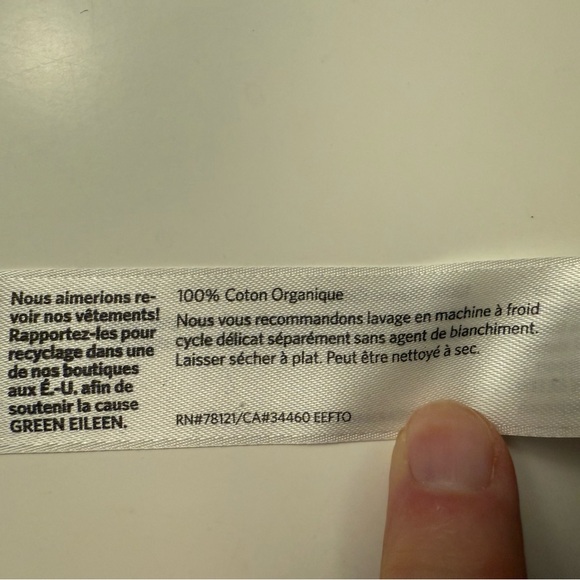 Nous aimerions re-
voir nos vêtements!
Rapportez-les pour
recyclage dans une
de nos boutiques
aux É.-U. afin de
soutenir la cause
GREEN EILEEN.
100% Coton Organique
Nous vous recommandons lavage en machine à froid
cycle délicat séparément sans agent de blanchiment.
Laisser sécher à plat. Peut être nettoyé à sec.
RN#78121/CA#34460 EEFTO